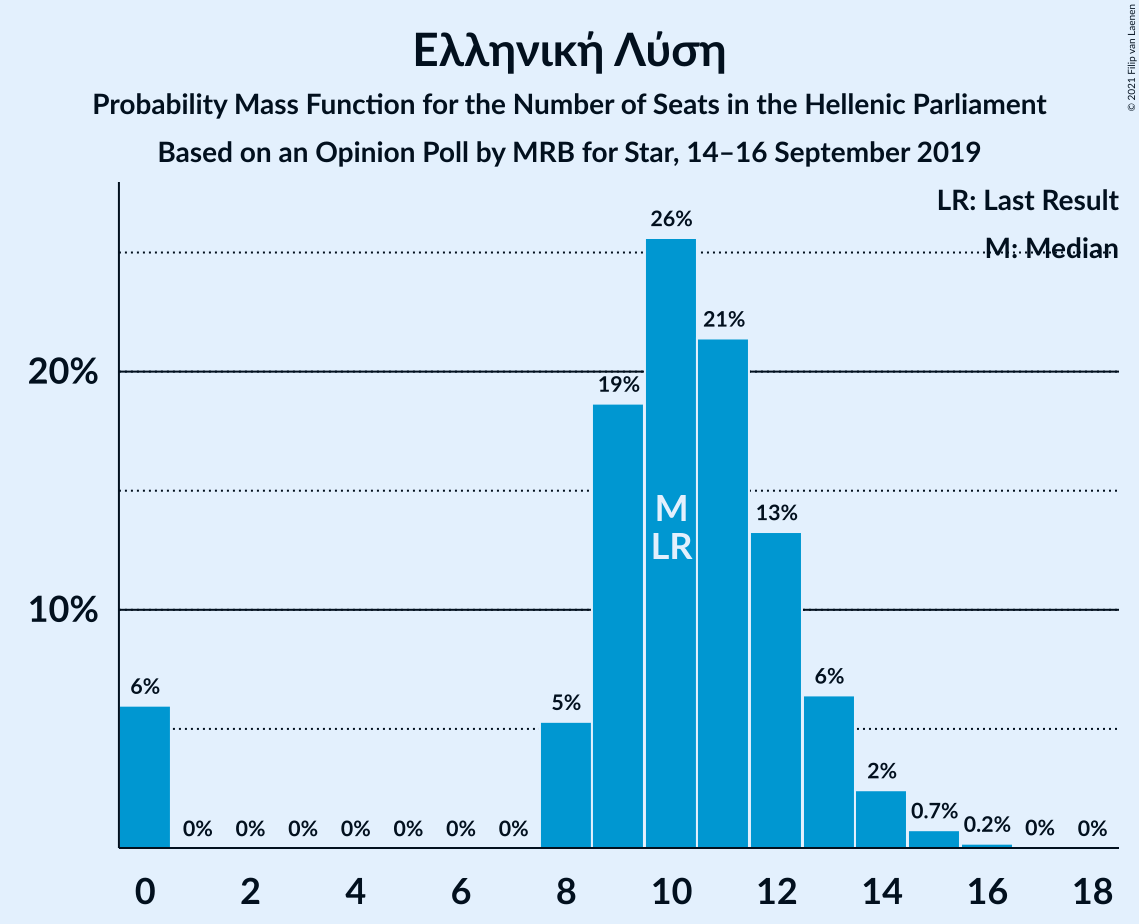 Ελληνική Λύση
Probability Mass Function for the Number of Seats in the Hellenic Parliament
Based on an Opinion Poll by MRB for Star, 14–16 September 2019
© 2021 Filip van Laenen
LR: Last Result
M: Median
26%
21%
20%
19%
M
LR
13%
10%
6%
6%
5%
2%
0.7%
0.2%
0% 0% 0% 0% 0% 0% 0% 0% 0%
0 2 4 6 8 10 12 14 16 18